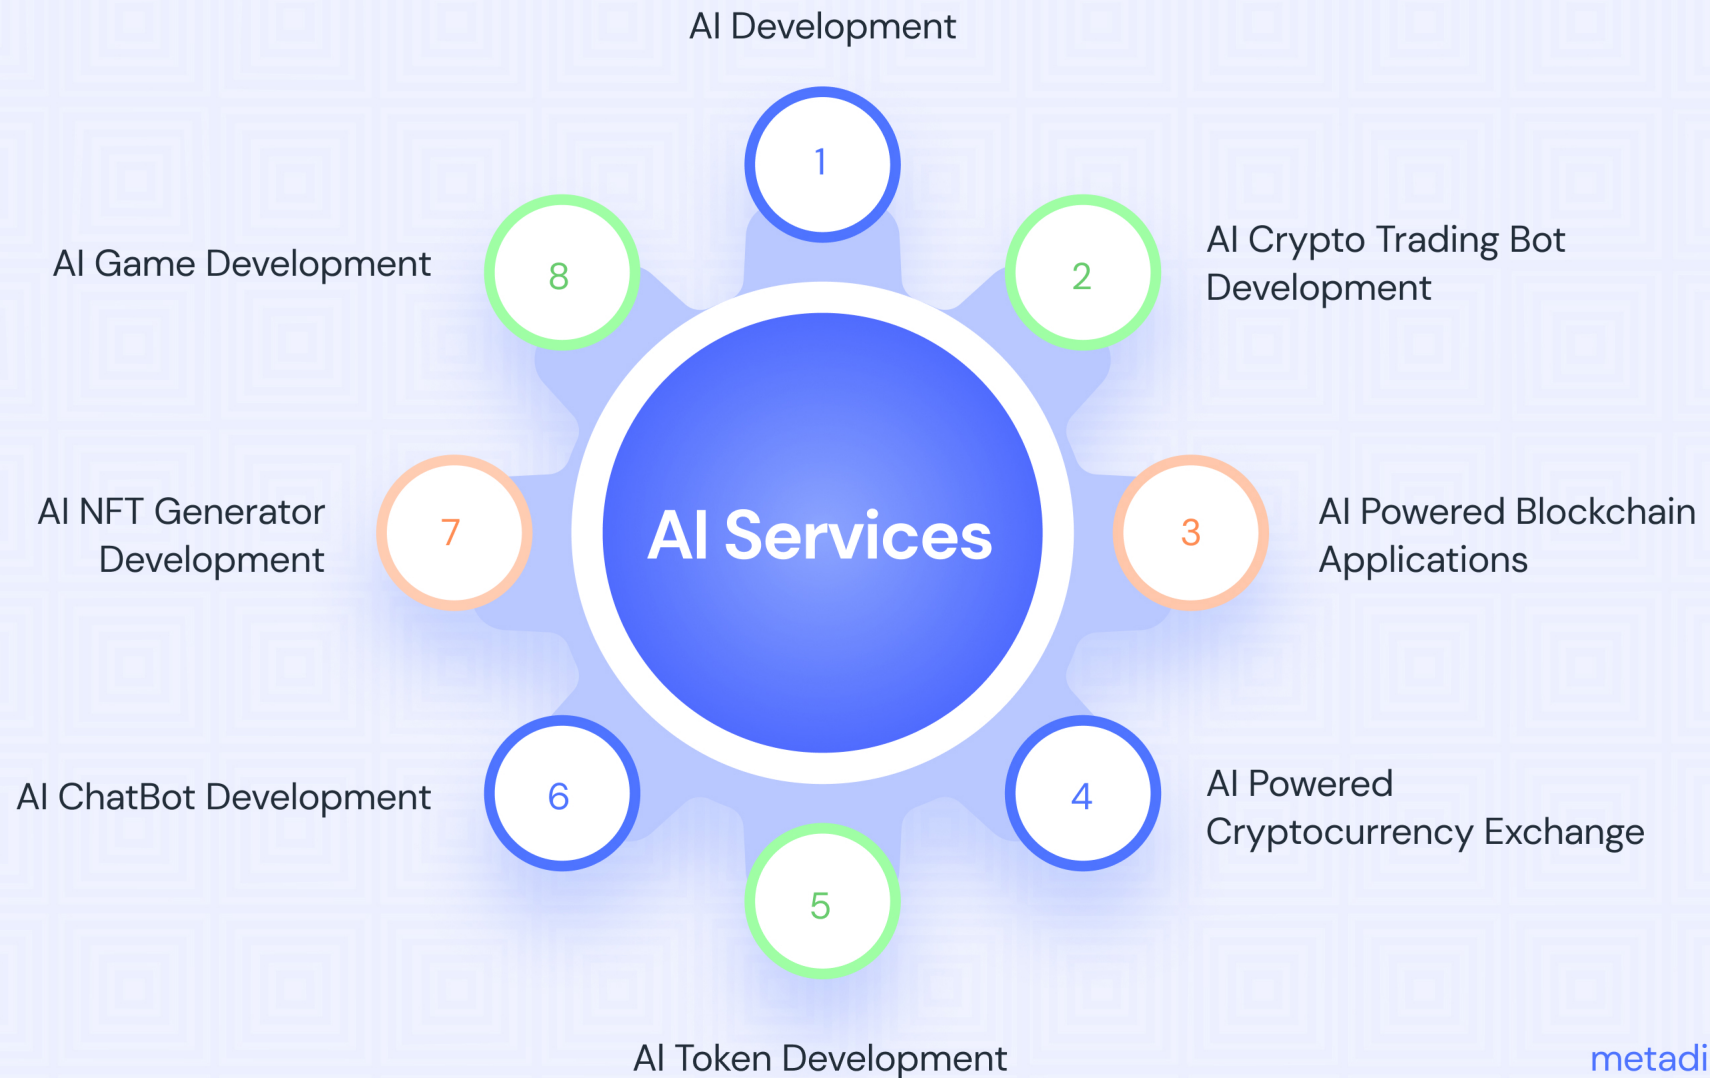 AI Development
1
8
2
AI Game Development
AI Crypto Trading Bot
Development
AI NFT Generator
Development
7
AI Services
3
AI Powered Blockchain
Applications
AI ChatBot Development
6
4
AI Powered
Cryptocurrency Exchange
5
AI Token Development
metadi